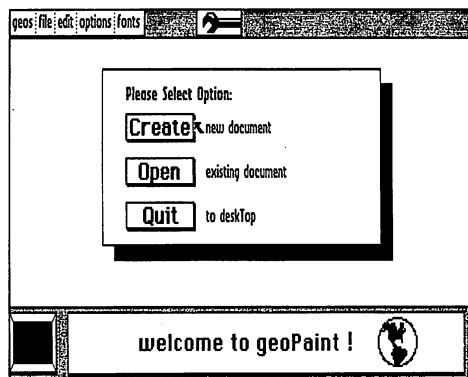 geos file edit options fonts
Please Select Option:
Create new document
Open existing document
Quit to deskTop
welcome to geoPaint !